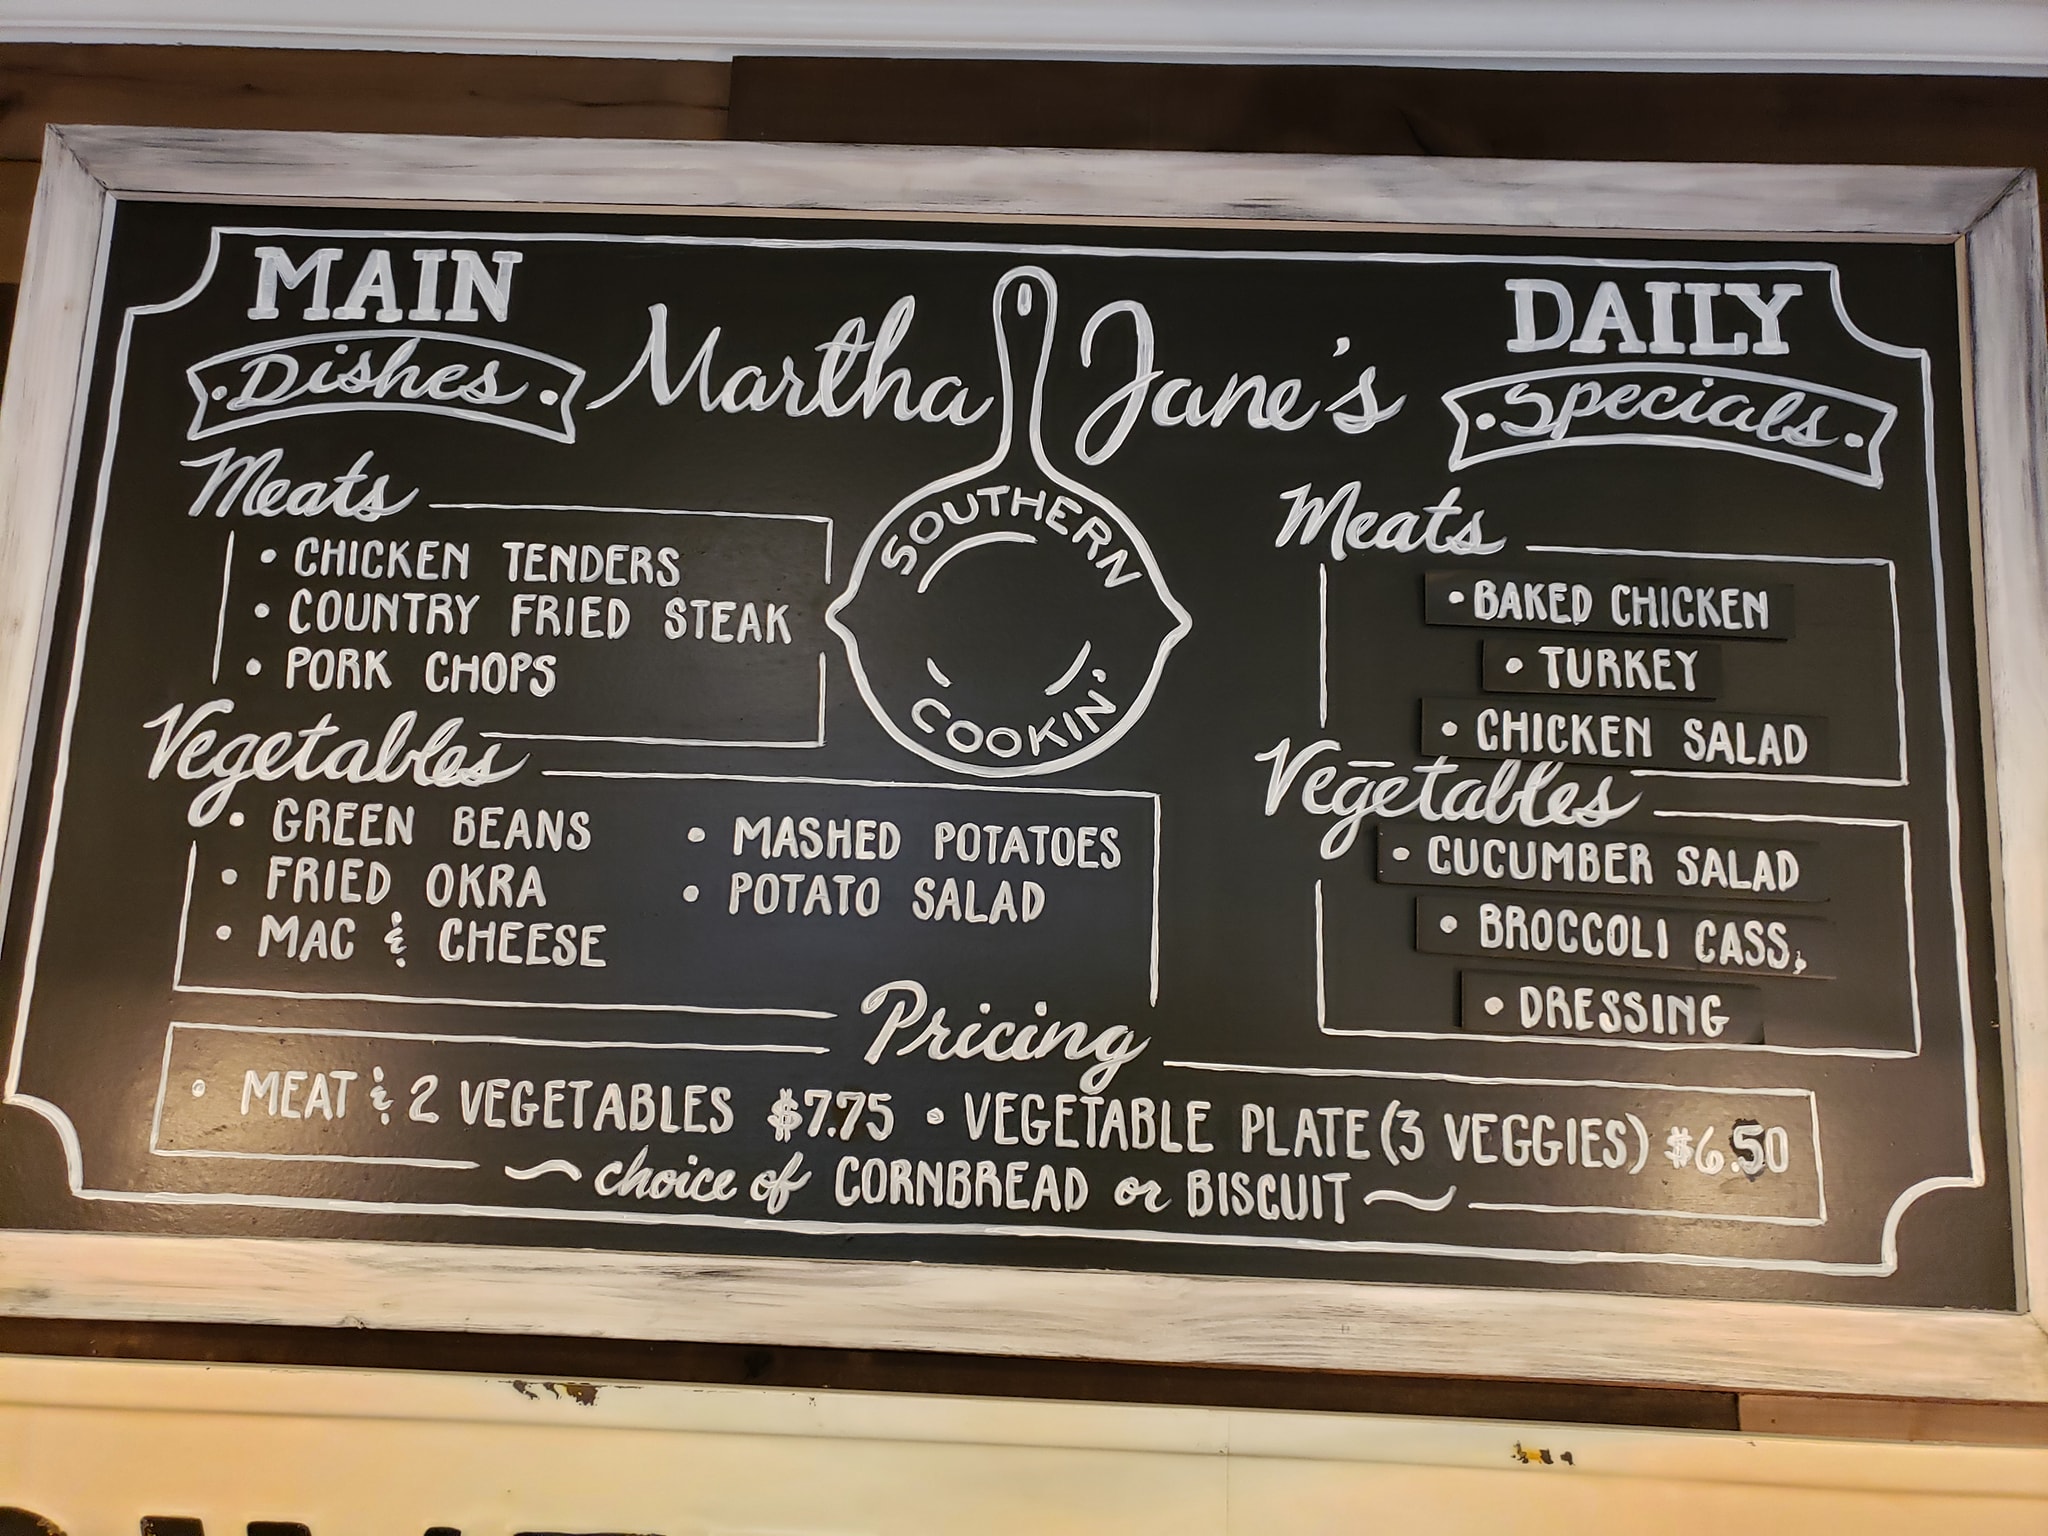 MAIN
Dishes
Martha Jane's
SOUTHERN
COOKIN'
DAILY
Specials
Meats
• CHICKEN TENDERS
• COUNTRY FRIED STEAK
• PORK CHOPS
Vegetables
• GREEN BEANS
• FRIED OKRA
• MAC & CHEESE
• MASHED POTATOES
• POTATO SALAD
Meats
• BAKED CHICKEN
• TURKEY
• CHICKEN SALAD
Vegetables
• CUCUMBER SALAD
• BROCCOLI CASS.
• DRESSING
Pricing
• MEAT & 2 VEGETABLES $7.75 • VEGETABLE PLATE (3 VEGGIES) $6.50
~ choice of CORNBREAD or BISCUIT ~